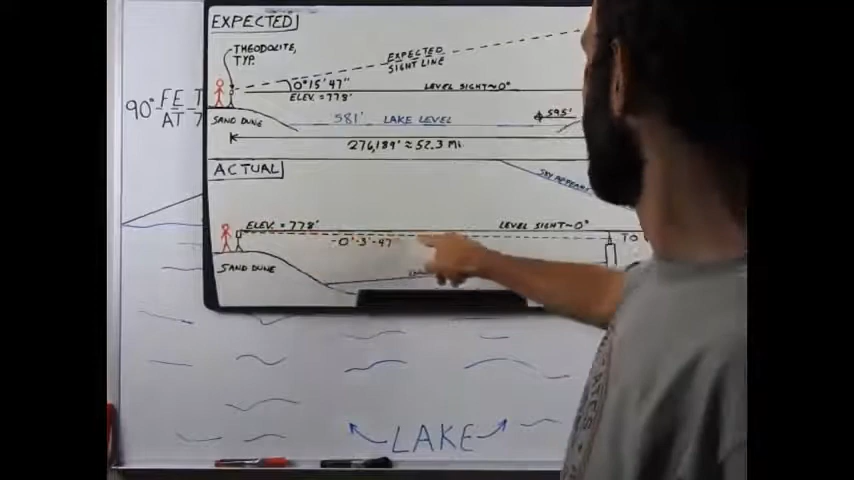 EXPECTED
THEODOLITE,
TYP.
EXPECTED
SIGHT LINE
0°15'47"
LEVEL SIGHT~0°
ELEV. = 778'
90°
FE
T
AT
7
SAND DUNE
581' LAKE LEVEL
595'
276,189' ≈ 52.3 MI.
ACTUAL
SKY APPEARS
ELEV. = 778'
LEVEL SIGHT~0°
-0°-3'-47
TO
SAND DUNE
LAKE